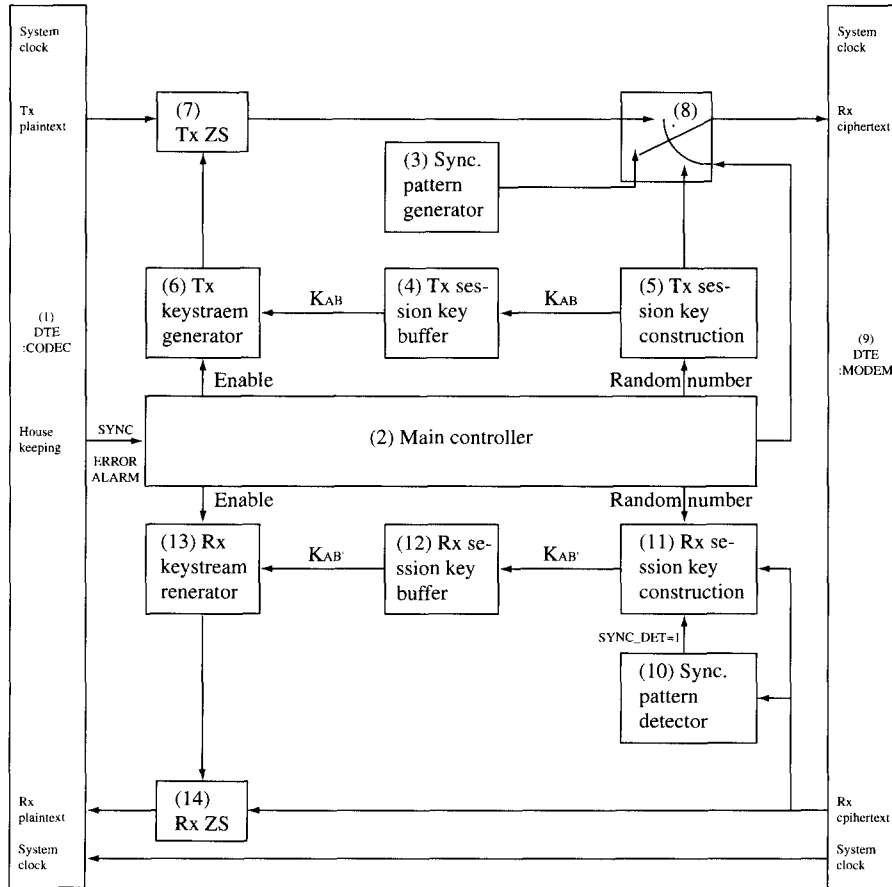 System
clock
System
clock
Tx
plaintext
(7)
Tx ZS
(8)
Rx
ciphertext
(3) Sync.
pattern
generator
(6) Tx
keystraem
generator
KAB
(4) Tx ses-
sion key
buffer
KAB
(5) Tx ses-
sion key
construction
(1)
DTE
:CODEC
(9)
DTE
:MODEM
Enable
Random number
House
keeping
SYNC
ERROR
ALARM
(2) Main controller
Enable
Random number
(13) Rx
keystream
renerator
KAB'
(12) Rx se-
ssion key
buffer
KAB'
(11) Rx ses-
sion key
construction
SYNC_DET=1
(10) Sync.
pattern
detector
Rx
plaintext
(14)
Rx ZS
Rx
cpihertext
System
clock
System
clock